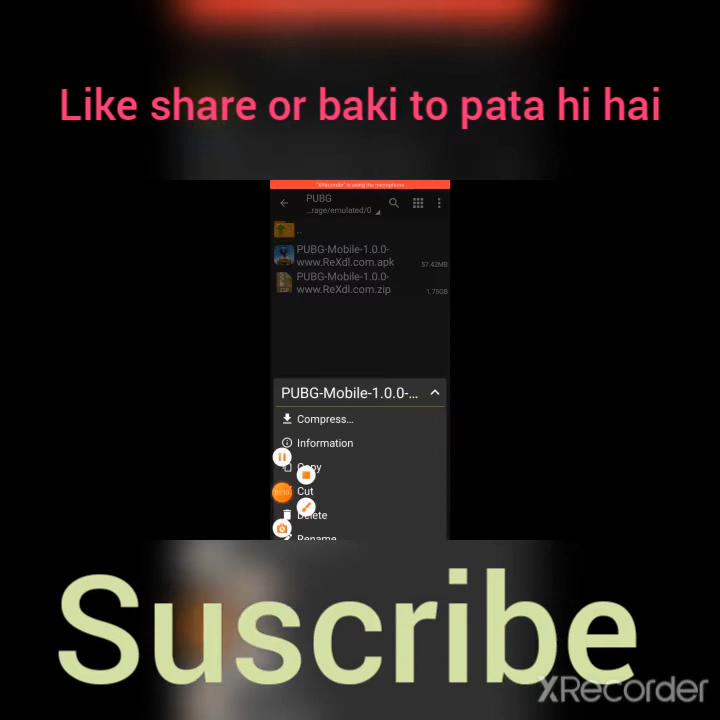 Like share or baki to pata hi hai
"XRecorder" is using the microphone
PUBG
...rage/emulated/0
..
PUBG-Mobile-1.0.0-
www.ReXdl.com.apk
57.42MB
PUBG-Mobile-1.0.0-
www.ReXdl.com.zip
1.75GB
PUBG-Mobile-1.0.0-...
Compress...
Information
Copy
Cut
Delete
Rename
Suscribe
XRecorder